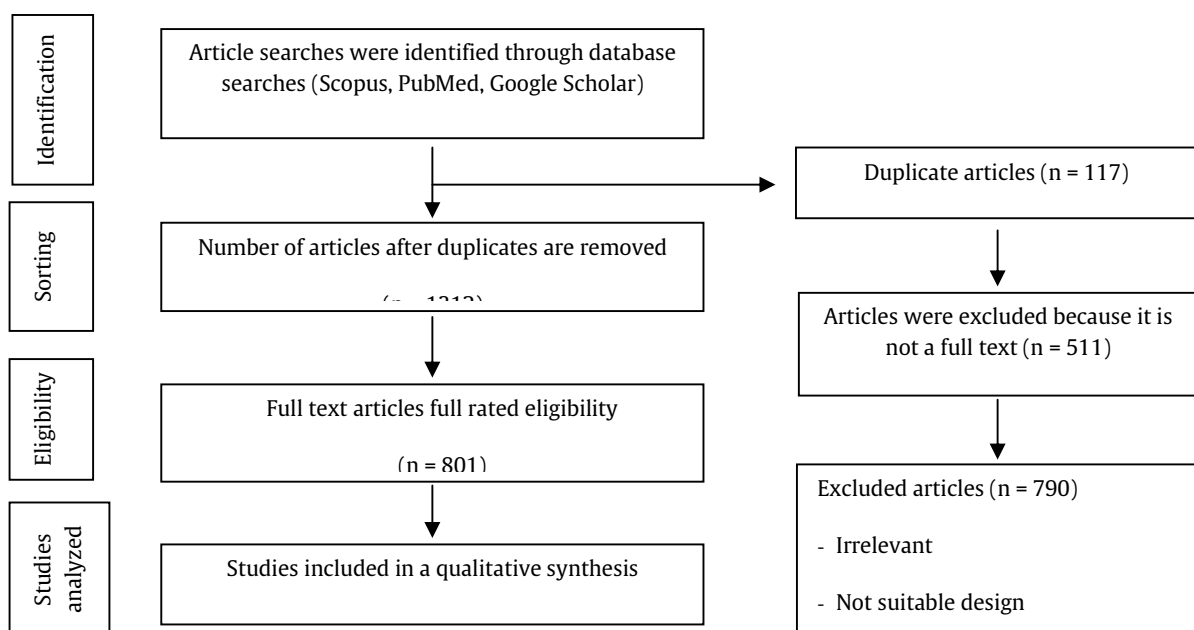 Identification
Article searches were identified through database
searches (Scopus, PubMed, Google Scholar)
Duplicate articles (n = 117)
Sorting
Number of articles after duplicates are removed
(n =
Articles were excluded because it is
not a full text (n = 511)
Eligibility
Full text articles full rated eligibility
(n = 801)
Excluded articles (n = 790)
- Irrelevant
- Not suitable design
Studies
analyzed
Studies included in a qualitative synthesis